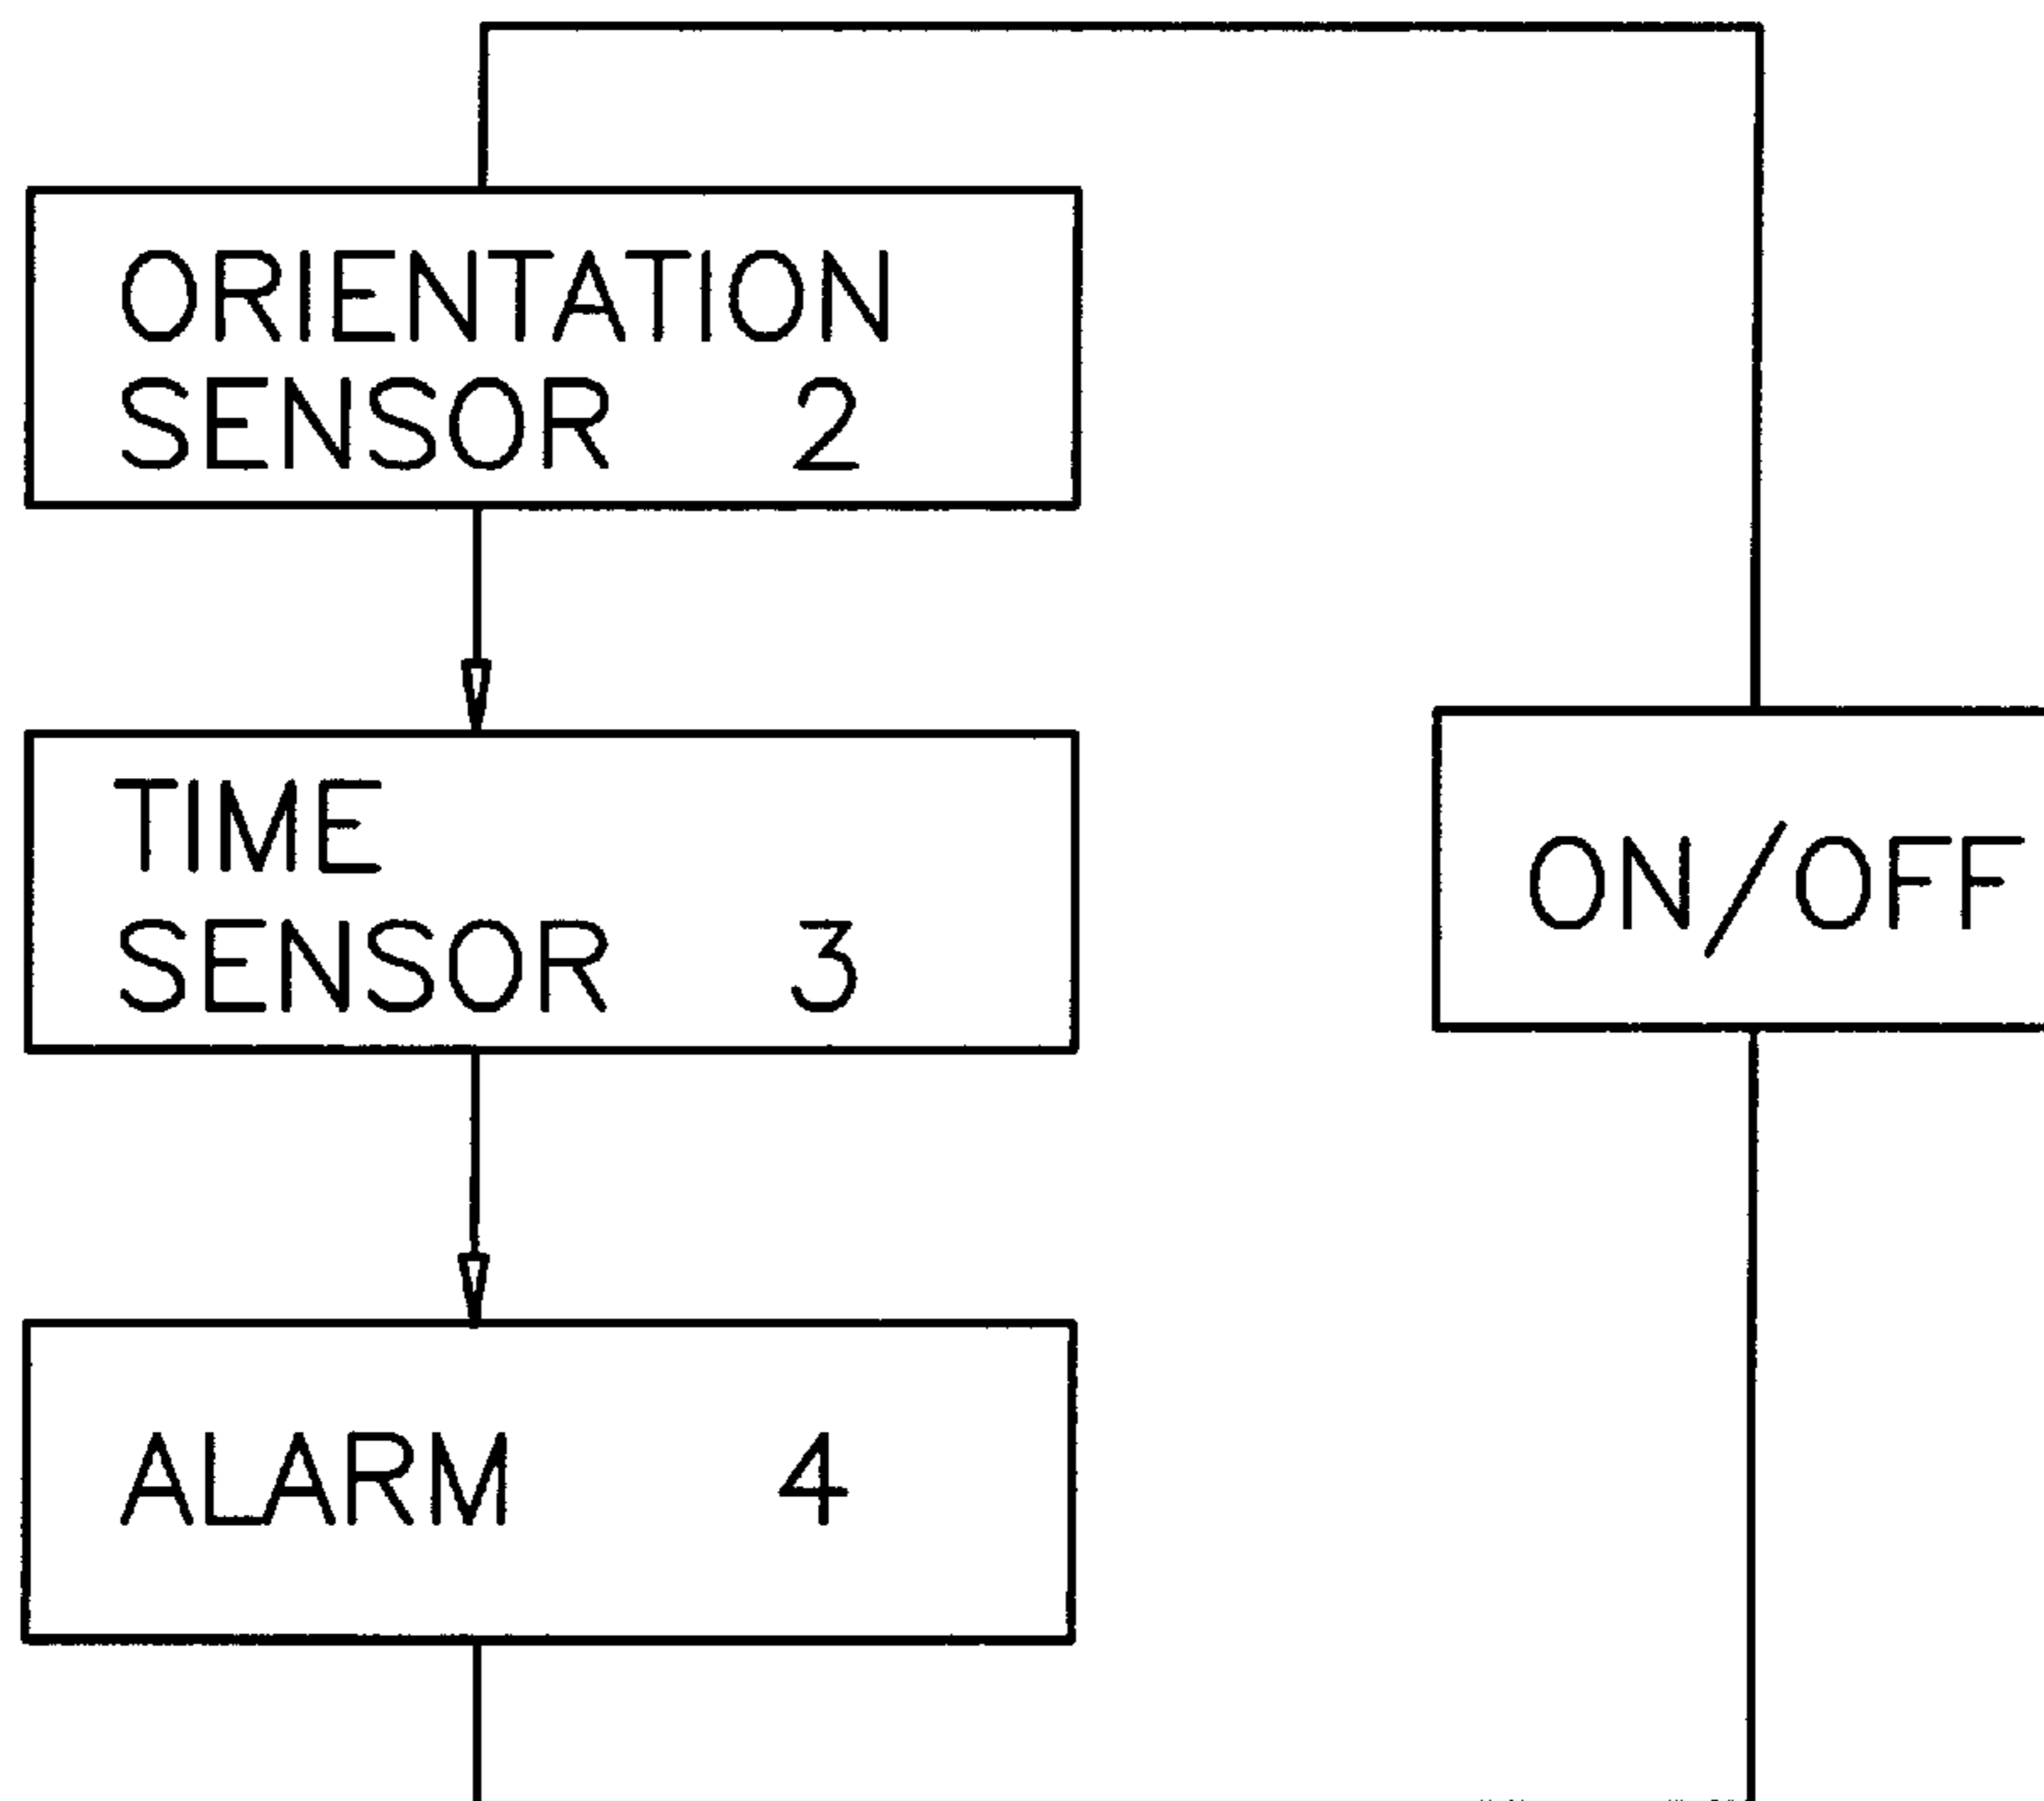 ORIENTATION
SENSOR 2
TIME
SENSOR 3
ON/OFF
ALARM 4